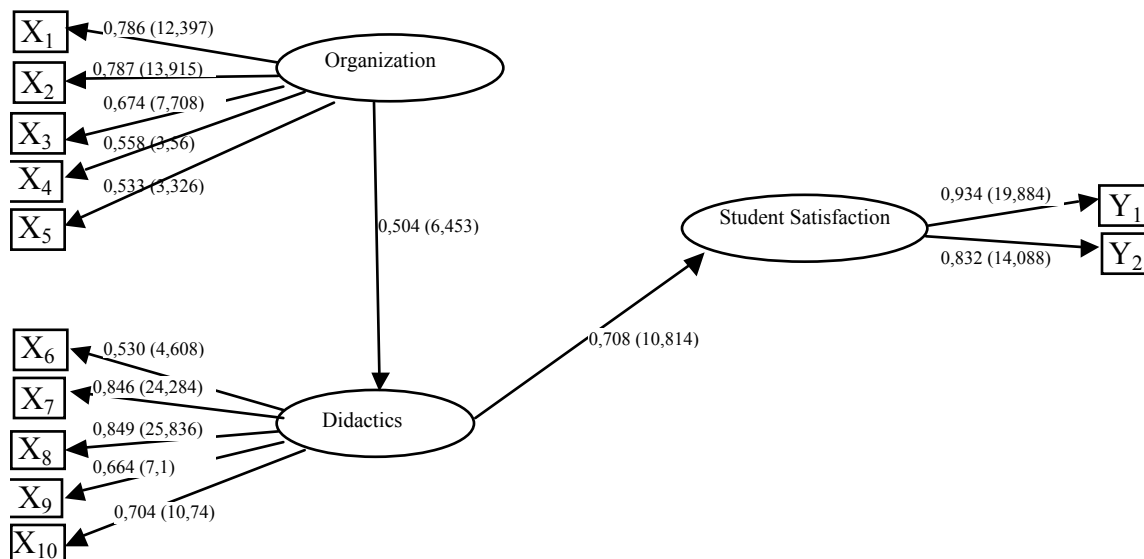 X1
0,786 (12,397)
Organization
X2
0,787 (13,915)
X3
0,674 (7,708)
X4
0,558 (3,56)
X5
0,533 (3,326)
0,504 (6,453)
Student Satisfaction
0,934 (19,884)
Y1
0,832 (14,088)
Y2
0,708 (10,814)
X6
0,530 (4,608)
X7
0,846 (24,284)
Didactics
X8
0,849 (25,836)
X9
0,664 (7,1)
X10
0,704 (10,74)